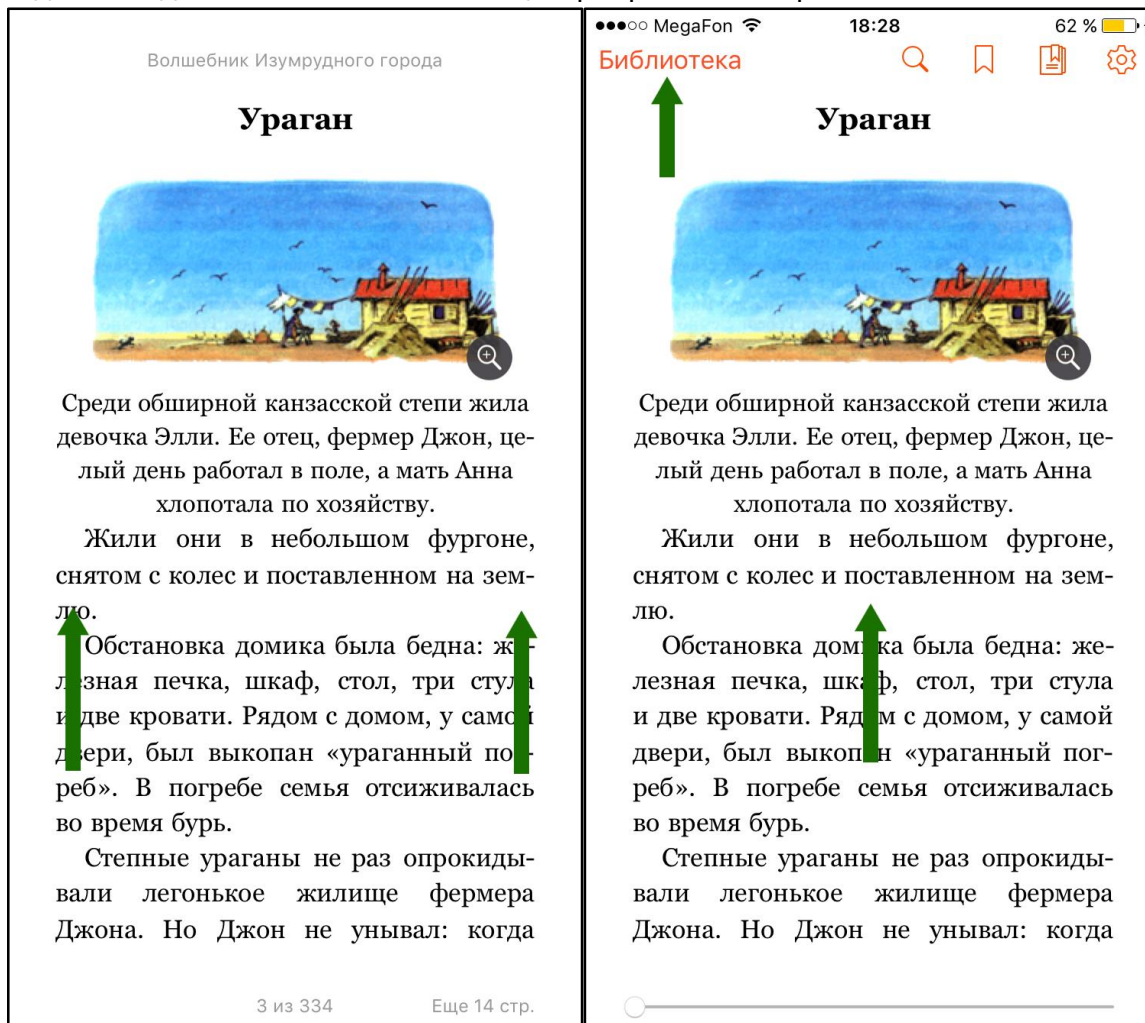 Волшебник Изумрудного города
Ураган
Среди обширной канзасской степи жила
девочка Элли. Ее отец, фермер Джон, це-
лый день работал в поле, а мать Анна
хлопотала по хозяйству.
Жили они в небольшом фургоне,
снятом с колес и поставленном на зем-
лю.
Обстановка домика была бедна: же-
лезная печка, шкаф, стол, три стула
и две кровати. Рядом с домом, у самой
двери, был выкопан «ураганный пог-
реб». В погребе семья отсиживалась
во время бурь.
Степные ураганы не раз опрокиды-
вали легонькое жилище фермера
Джона. Но Джон не унывал: когда
3 из 334 Еще 14 стр.
MegaFon 18:28 62 %
Библиотека
Ураган
Среди обширной канзасской степи жила
девочка Элли. Ее отец, фермер Джон, це-
лый день работал в поле, а мать Анна
хлопотала по хозяйству.
Жили они в небольшом фургоне,
снятом с колес и поставленном на зем-
лю.
Обстановка домика была бедна: же-
лезная печка, шкаф, стол, три стула
и две кровати. Рядом с домом, у самой
двери, был выкопан «ураганный пог-
реб». В погребе семья отсиживалась
во время бурь.
Степные ураганы не раз опрокиды-
вали легонькое жилище фермера
Джона. Но Джон не унывал: когда